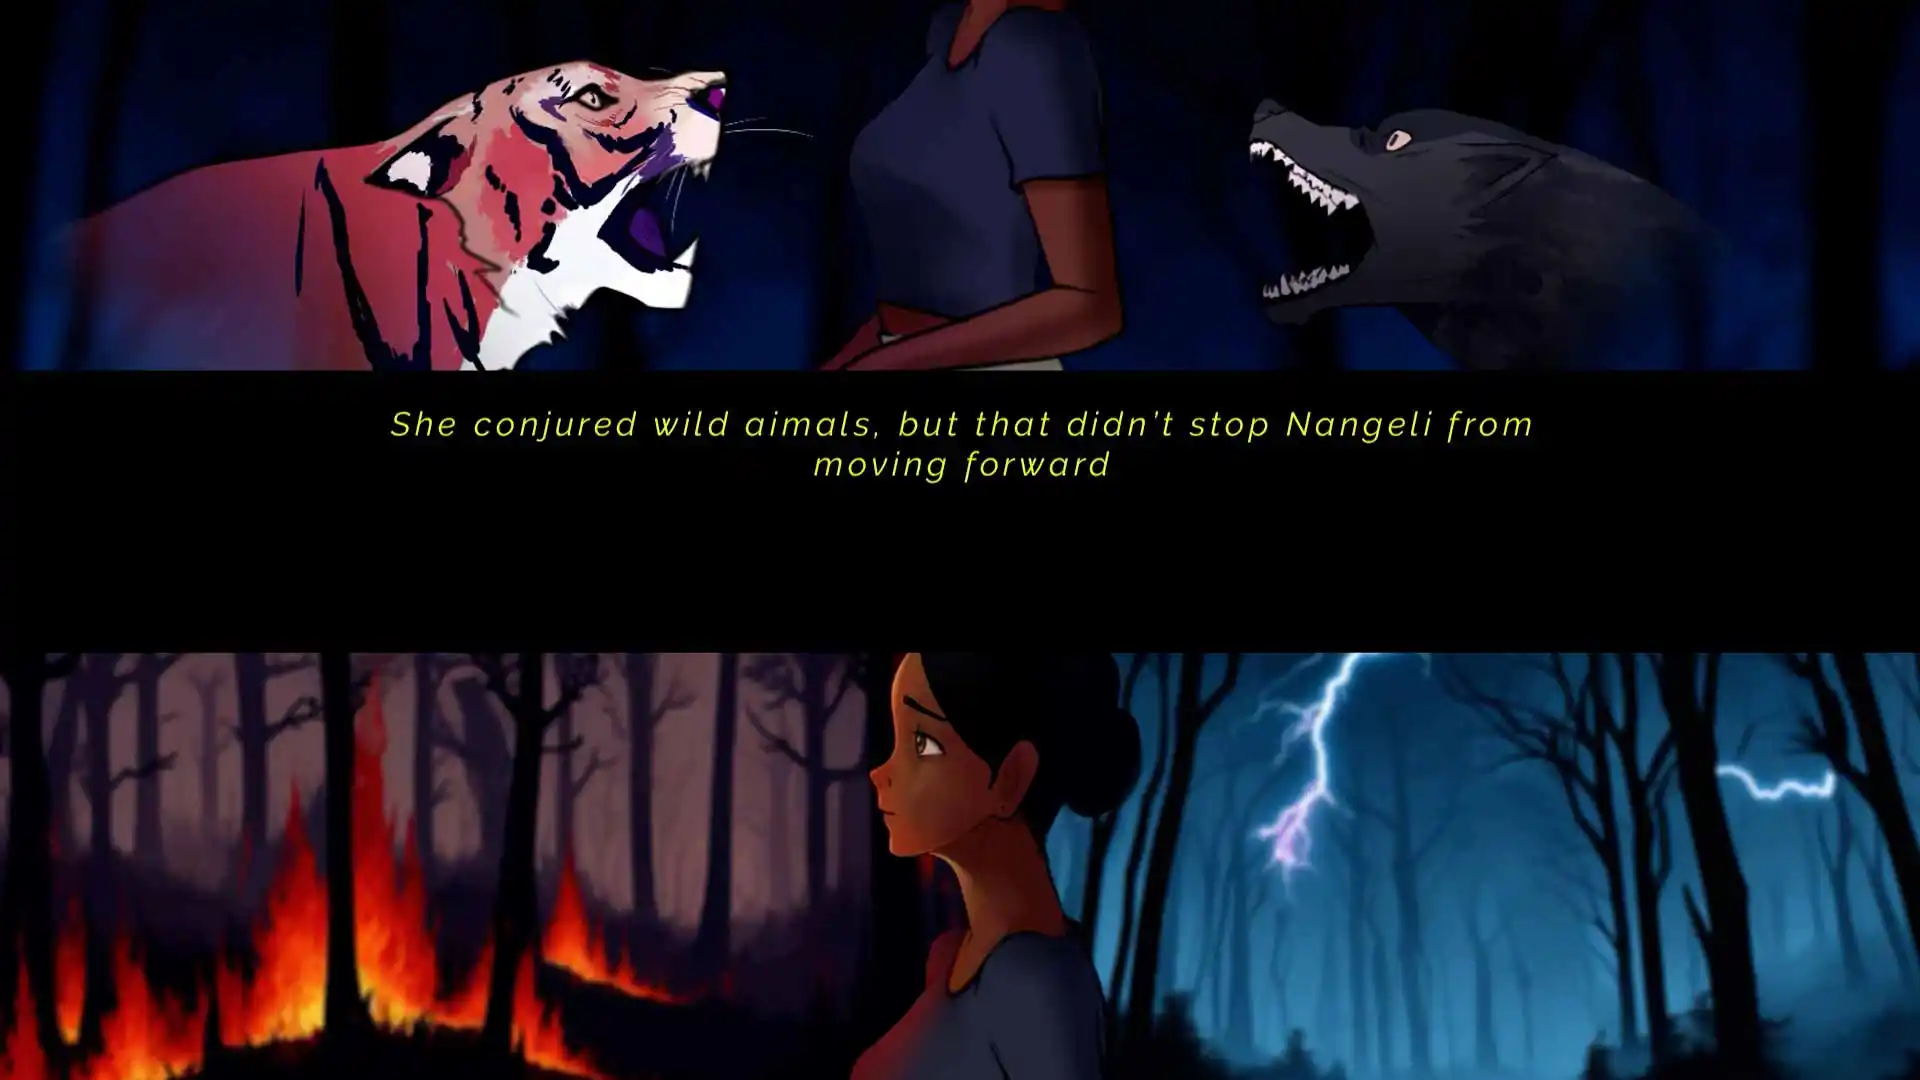 She conjured wild aimals, but that didn't stop Nangeli from
moving forward